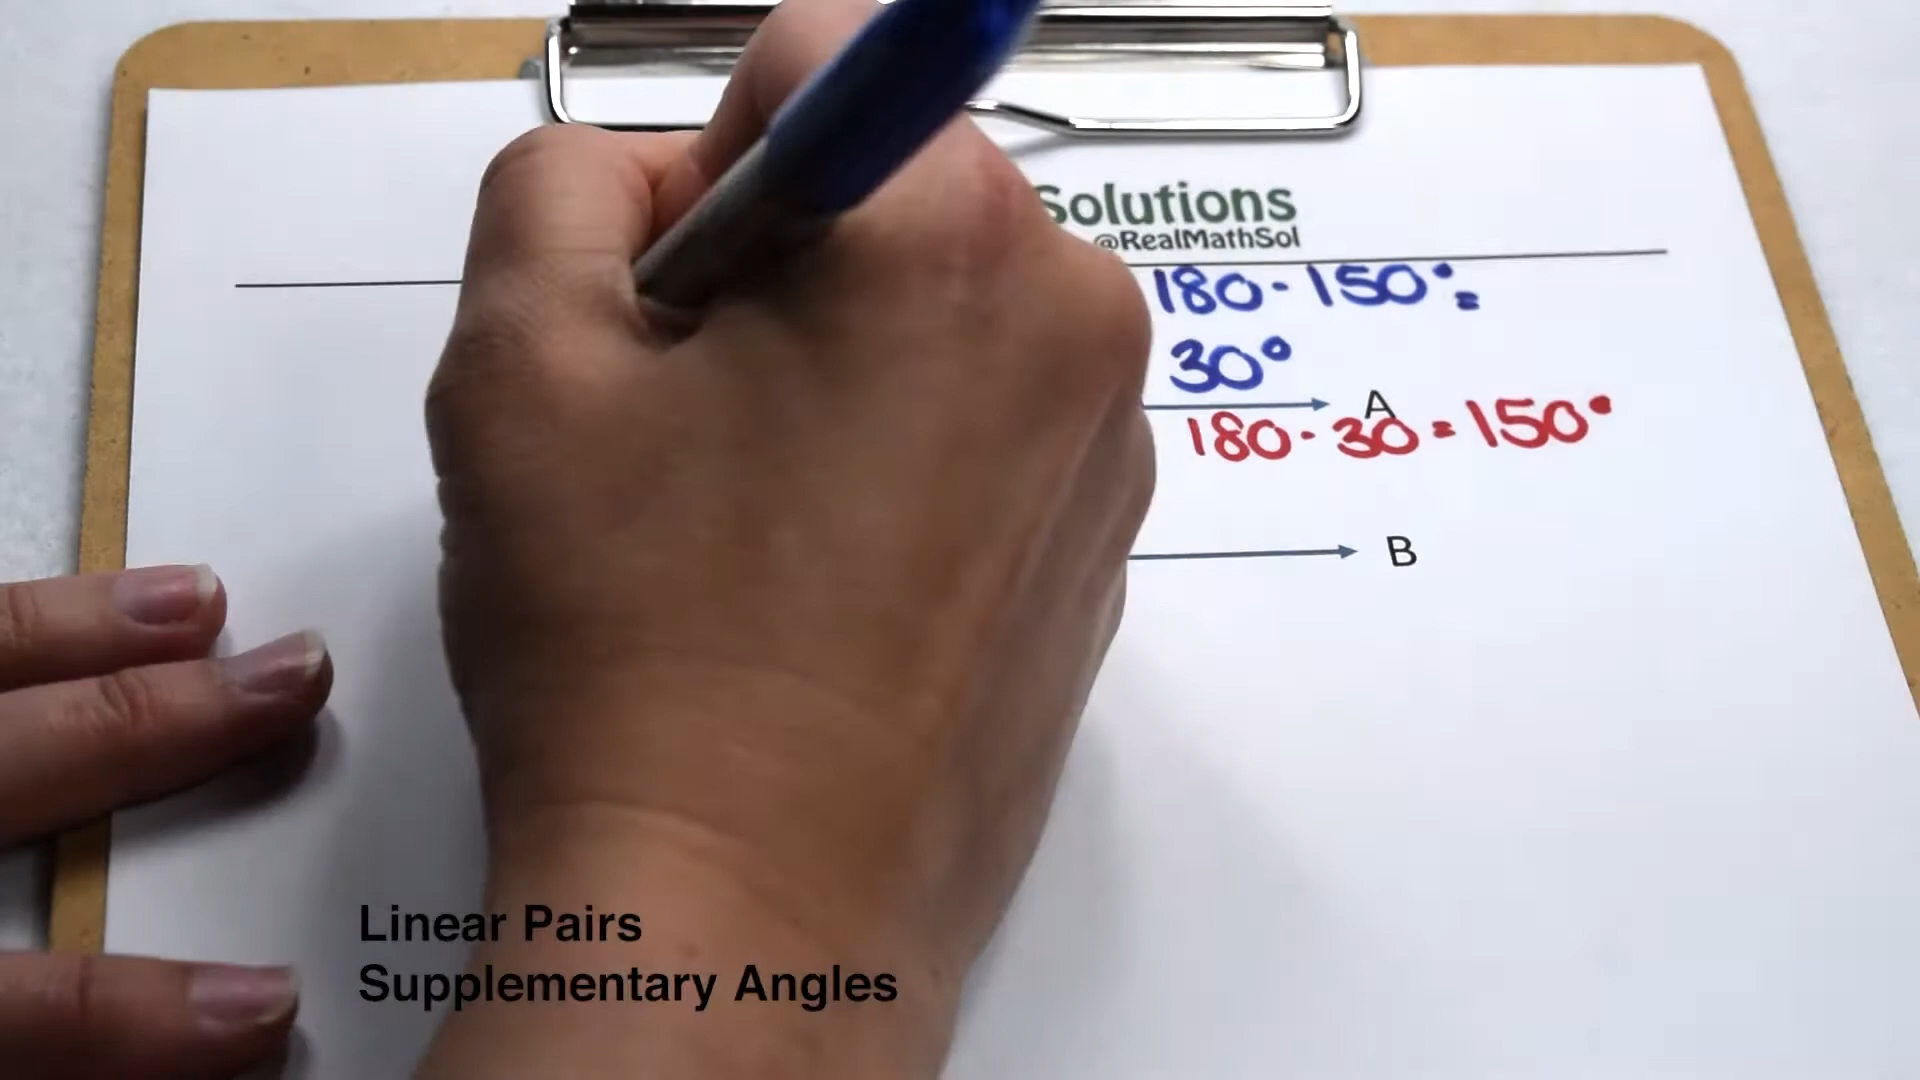 Solutions
@RealMathSol
180-150°=
30°
A
180-30=150°
B
Linear Pairs
Supplementary Angles